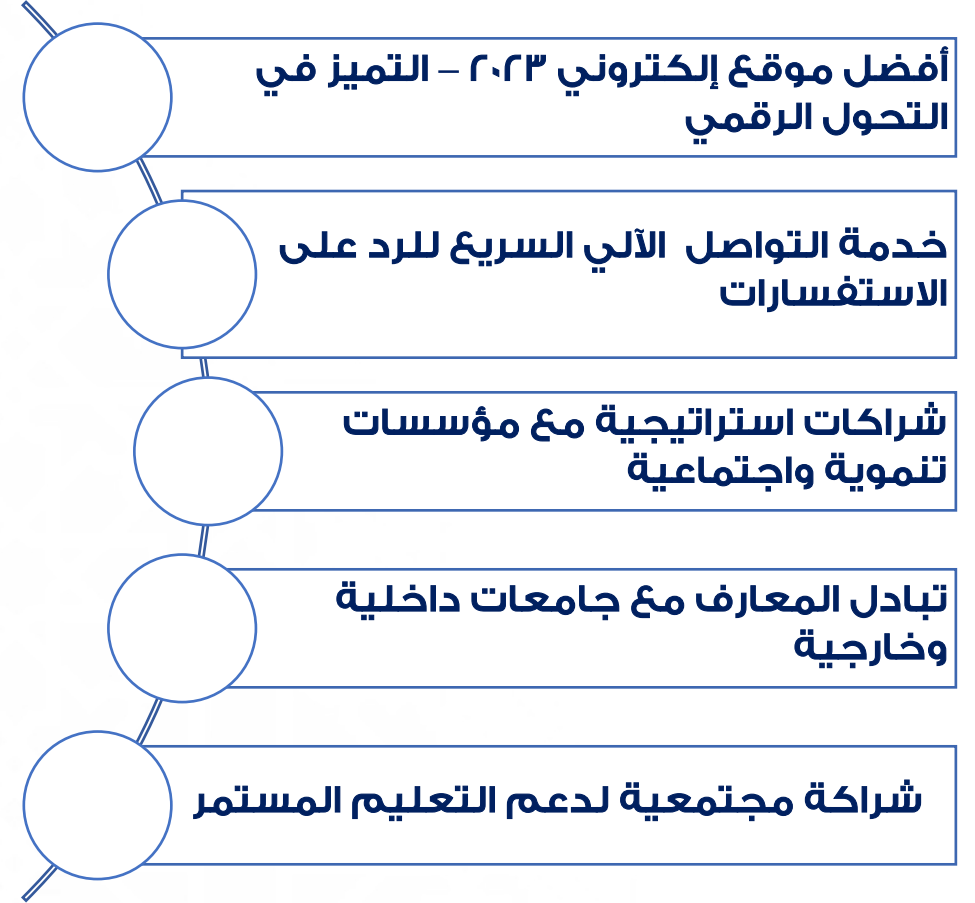 أفضل موقع إلكتروني ٢٠٢٣ – التميز في
التحول الرقمي
خدمة التواصل الآلي السريع للرد على
الاستفسارات
شراكات استراتيجية مع مؤسسات
تنموية واجتماعية
تبادل المعارف مع جامعات داخلية
وخارجية
شراكة مجتمعية لدعم التعليم المستمر